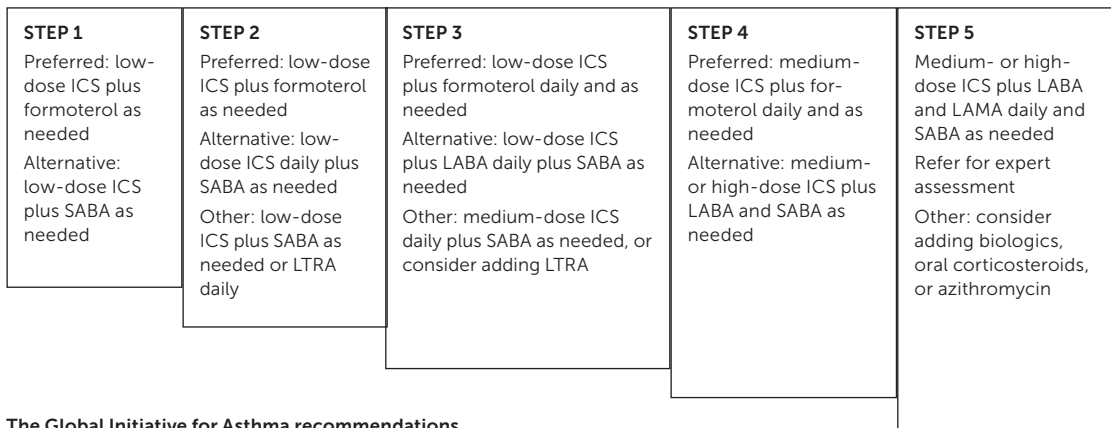 STEP 1
Preferred: low-
dose ICS plus
formoterol as
needed
Alternative:
low-dose ICS
plus SABA as
needed
STEP 2
Preferred: low-dose
ICS plus formoterol
as needed
Alternative: low-
dose ICS daily plus
SABA as needed
Other: low-dose
ICS plus SABA as
needed or LTRA
daily
STEP 3
Preferred: low-dose ICS
plus formoterol daily and as
needed
Alternative: low-dose ICS
plus LABA daily plus SABA as
needed
Other: medium-dose ICS
daily plus SABA as needed, or
consider adding LTRA
STEP 4
Preferred: medium-
dose ICS plus for-
moterol daily and as
needed
Alternative: medium-
or high-dose ICS plus
LABA and SABA as
needed
STEP 5
Medium- or high-
dose ICS plus LABA
and LAMA daily and
SABA as needed
Refer for expert
assessment
Other: consider
adding biologics,
oral corticosteroids,
or azithromycin
The Global Initiative for Asthma recommendations